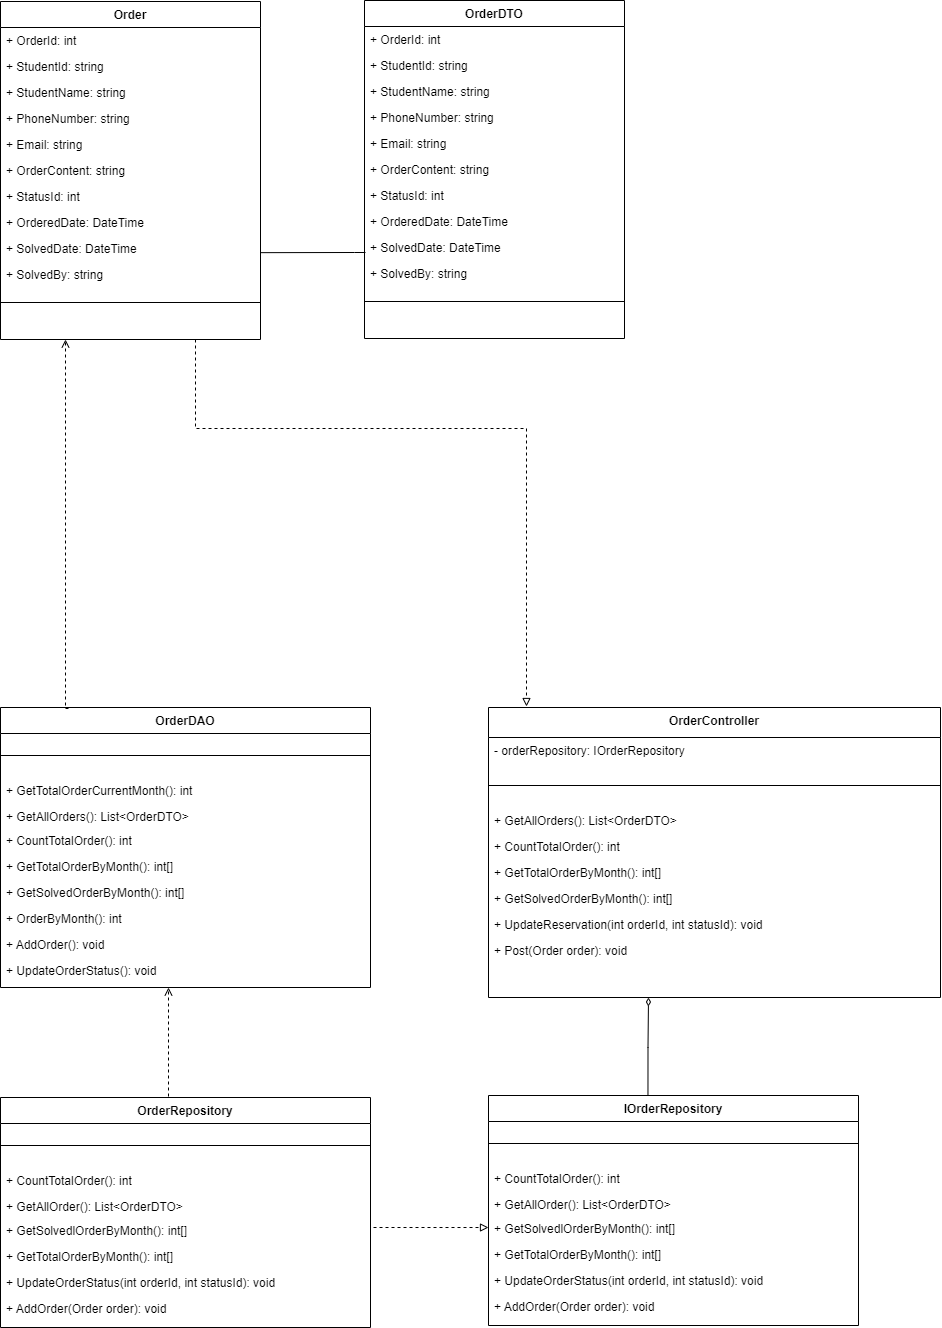 Order
+ OrderId: int
+ StudentId: string
+ StudentName: string
+ PhoneNumber: string
+ Email: string
+ OrderContent: string
+ StatusId: int
+ OrderedDate: DateTime
+ SolvedDate: DateTime
+ SolvedBy: string
OrderDTO
+ OrderId: int
+ StudentId: string
+ StudentName: string
+ PhoneNumber: string
+ Email: string
+ OrderContent: string
+ StatusId: int
+ OrderedDate: DateTime
+ SolvedDate: DateTime
+ SolvedBy: string
OrderDAO
+ GetTotalOrderCurrentMonth(): int
+ GetAllOrders(): List<OrderDTO>
+ CountTotalOrder(): int
+ GetTotalOrderByMonth(): int[]
+ GetSolvedOrderByMonth(): int[]
+ OrderByMonth(): int
+ AddOrder(): void
+ UpdateOrderStatus(): void
OrderController
- orderRepository: IOrderRepository
+ GetAllOrders(): List<OrderDTO>
+ CountTotalOrder(): int
+ GetTotalOrderByMonth(): int[]
+ GetSolvedOrderByMonth(): int[]
+ UpdateReservation(int orderId, int statusId): void
+ Post(Order order): void
OrderRepository
+ CountTotalOrder(): int
+ GetAllOrder(): List<OrderDTO>
+ GetSolvedIOrderByMonth(): int[]
+ GetTotalOrderByMonth(): int[]
+ UpdateOrderStatus(int orderId, int statusId): void
+ AddOrder(Order order): void
IOrderRepository
+ CountTotalOrder(): int
+ GetAllOrder(): List<OrderDTO>
+ GetSolvedIOrderByMonth(): int[]
+ GetTotalOrderByMonth(): int[]
+ UpdateOrderStatus(int orderId, int statusId): void
+ AddOrder(Order order): void